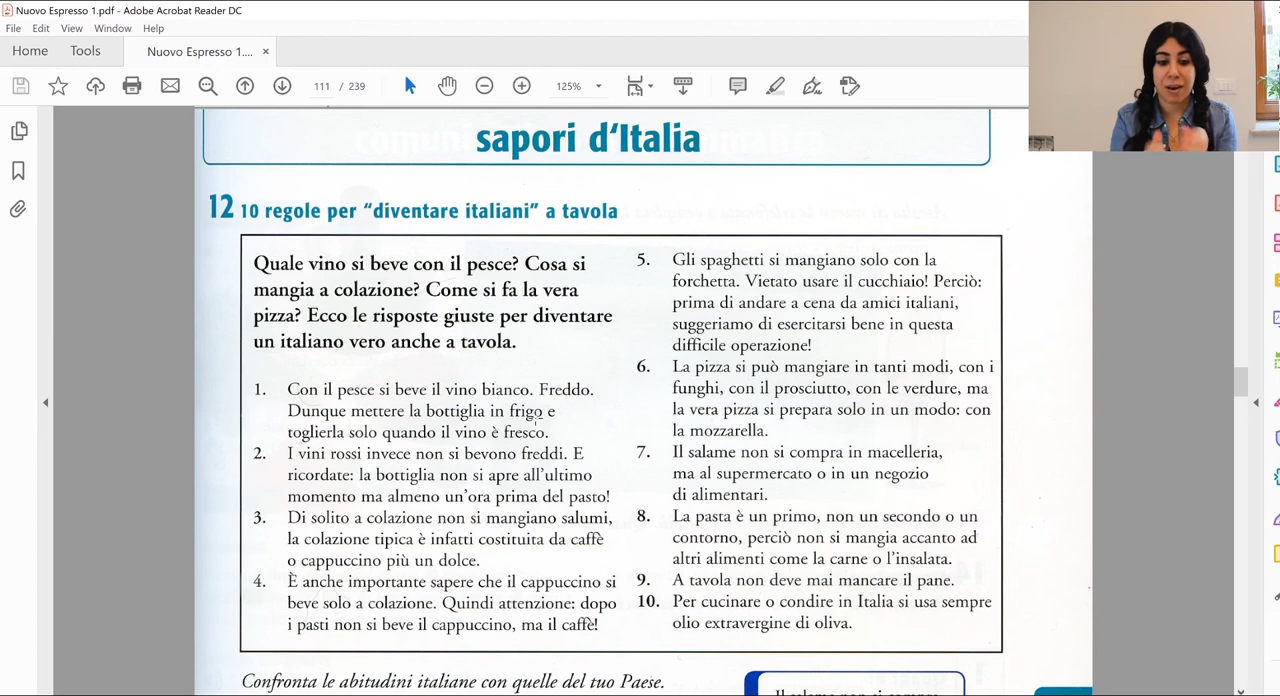 Nuovo Espresso 1.pdf - Adobe Acrobat Reader DC
File Edit View Window Help
Home Tools Nuovo Espresso 1.... ×
111 / 239 125%
sapori d'Italia
12 10 regole per "diventare italiani" a tavola
Quale vino si beve con il pesce? Cosa si
mangia a colazione? Come si fa la vera
pizza? Ecco le risposte giuste per diventare
un italiano vero anche a tavola.
1. Con il pesce si beve il vino bianco. Freddo.
Dunque mettere la bottiglia in frigo e
toglierla solo quando il vino è fresco.
2. I vini rossi invece non si bevono freddi. E
ricordate: la bottiglia non si apre all'ultimo
momento ma almeno un'ora prima del pasto!
3. Di solito a colazione non si mangiano salumi,
la colazione tipica è infatti costituita da caffè
o cappuccino più un dolce.
4. È anche importante sapere che il cappuccino si
beve solo a colazione. Quindi attenzione: dopo
i pasti non si beve il cappuccino, ma il caffè!
5. Gli spaghetti si mangiano solo con la
forchetta. Vietato usare il cucchiaio! Perciò:
prima di andare a cena da amici italiani,
suggeriamo di esercitarsi bene in questa
difficile operazione!
6. La pizza si può mangiare in tanti modi, con i
funghi, con il prosciutto, con le verdure, ma
la vera pizza si prepara solo in un modo: con
la mozzarella.
7. Il salame non si compra in macelleria,
ma al supermercato o in un negozio
di alimentari.
8. La pasta è un primo, non un secondo o un
contorno, perciò non si mangia accanto ad
altri alimenti come la carne o l'insalata.
9. A tavola non deve mai mancare il pane.
10. Per cucinare o condire in Italia si usa sempre
olio extravergine di oliva.
Confronta le abitudini italiane con quelle del tuo Paese.